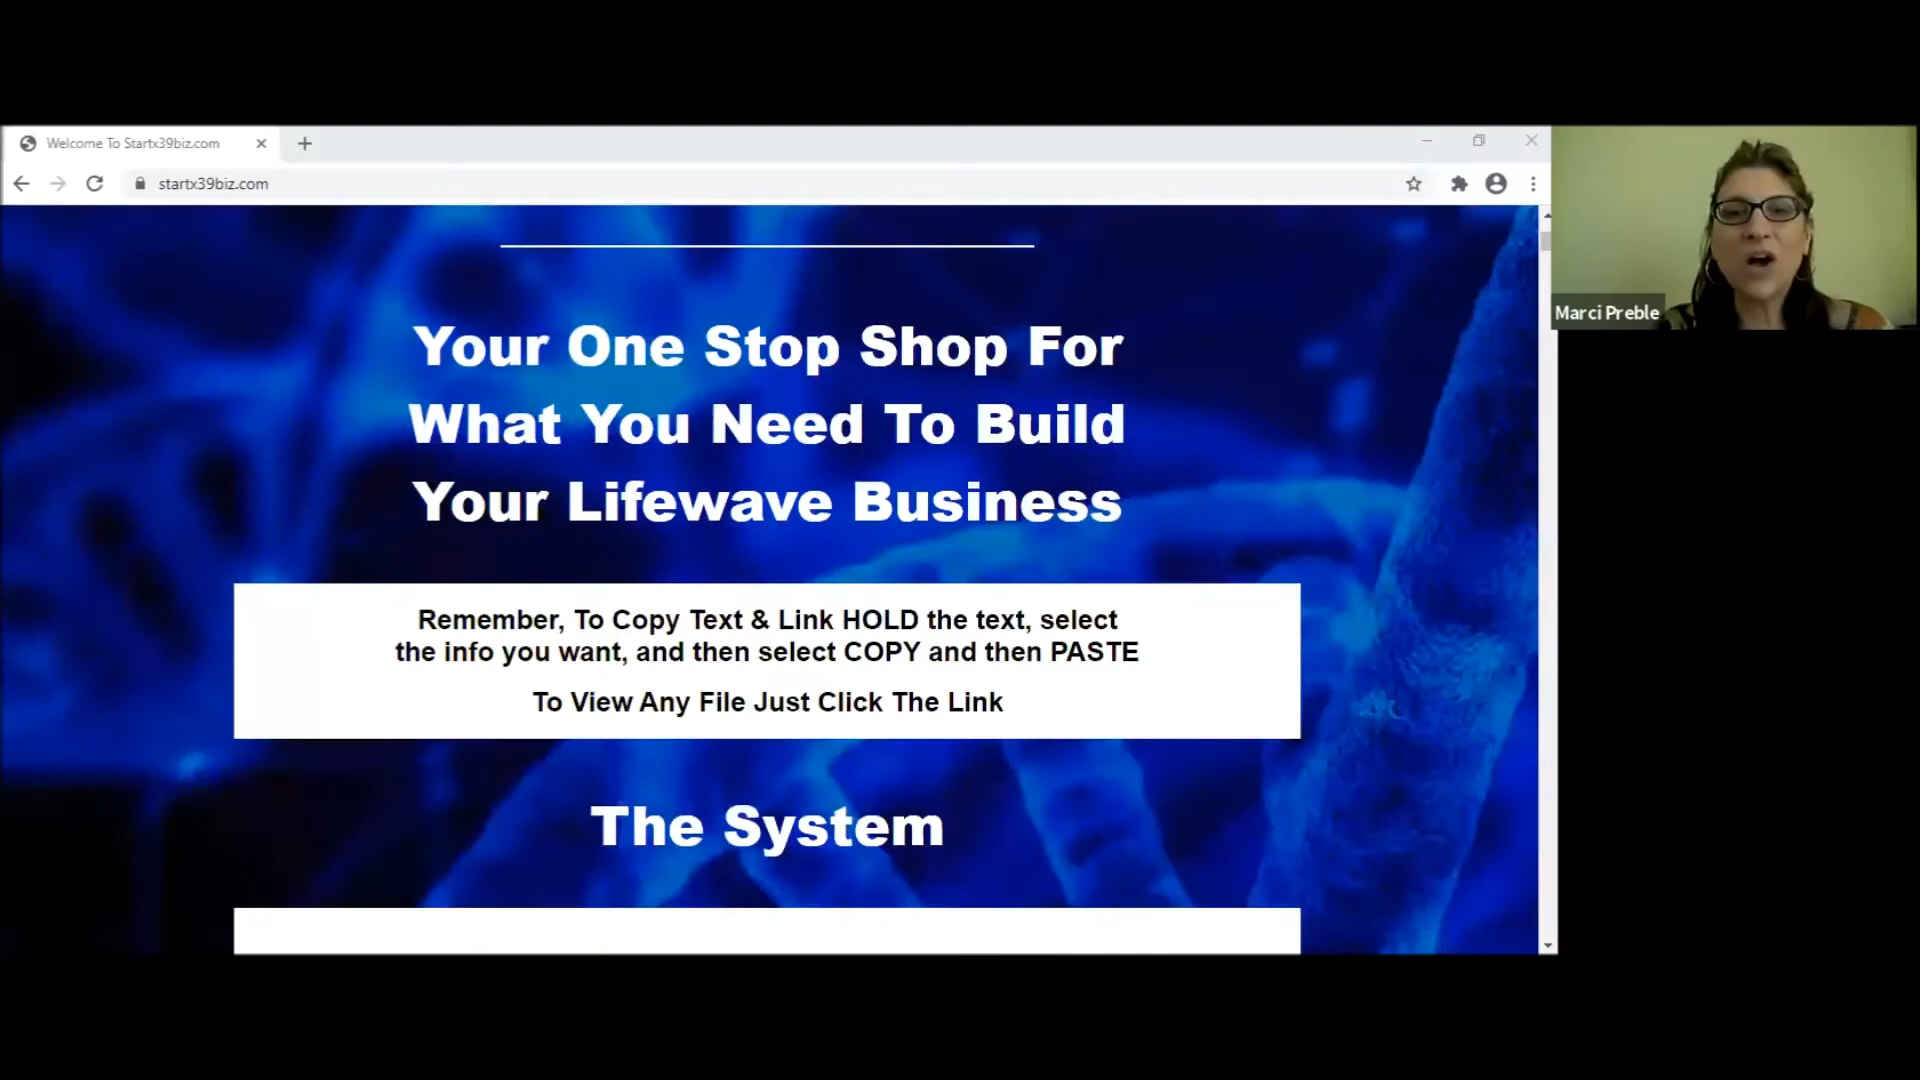 Welcome To Startx39biz.com
startx39biz.com
Your One Stop Shop For
What You Need To Build
Your Lifewave Business
Remember, To Copy Text & Link HOLD the text, select
the info you want, and then select COPY and then PASTE
To View Any File Just Click The Link
The System
Marci Preble